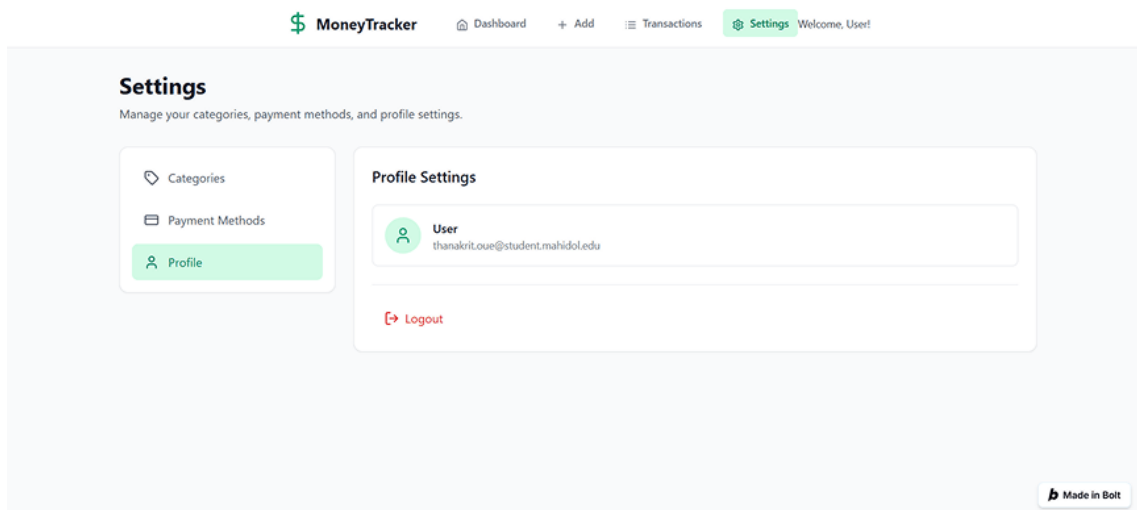 MoneyTracker Dashboard Add Transactions Settings Welcome, User!
Settings
Manage your categories, payment methods, and profile settings.
Categories
Payment Methods
Profile
Profile Settings
User
thanakrit.oue@student.mahidol.edu
Logout
Made in Bolt